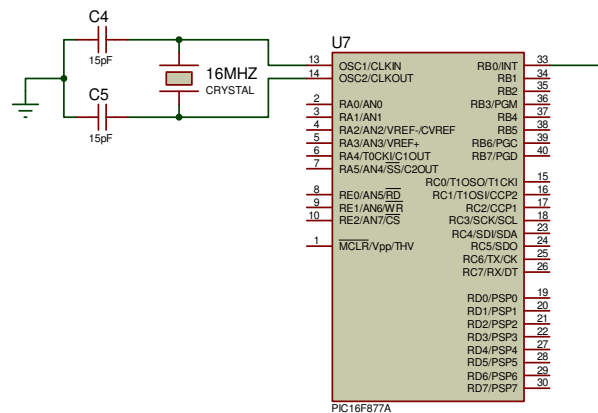 C4
15pF
16MHZ
CRYSTAL
C5
15pF
U7
13 OSC1/CLKIN RB0/INT 33
14 OSC2/CLKOUT RB1 34
RB2 35
2 RA0/AN0 RB3/PGM 36
3 RA1/AN1 RB4 37
4 RA2/AN2/VREF-/CVREF RB5 38
5 RA3/AN3/VREF+ RB6/PGC 39
6 RA4/T0CKI/C1OUT RB7/PGD 40
7 RA5/AN4/SS/C2OUT
RC0/T1OSO/T1CKI 15
8 RE0/AN5/RD RC1/T1OSI/CCP2 16
9 RE1/AN6/WR RC2/CCP1 17
10 RE2/AN7/CS RC3/SCK/SCL 18
RC4/SDI/SDA 23
1 MCLR/Vpp/THV RC5/SDO 24
RC6/TX/CK 25
RC7/RX/DT 26
RD0/PSP0 19
RD1/PSP1 20
RD2/PSP2 21
RD3/PSP3 22
RD4/PSP4 27
RD5/PSP5 28
RD6/PSP6 29
RD7/PSP7 30
PIC16F877A